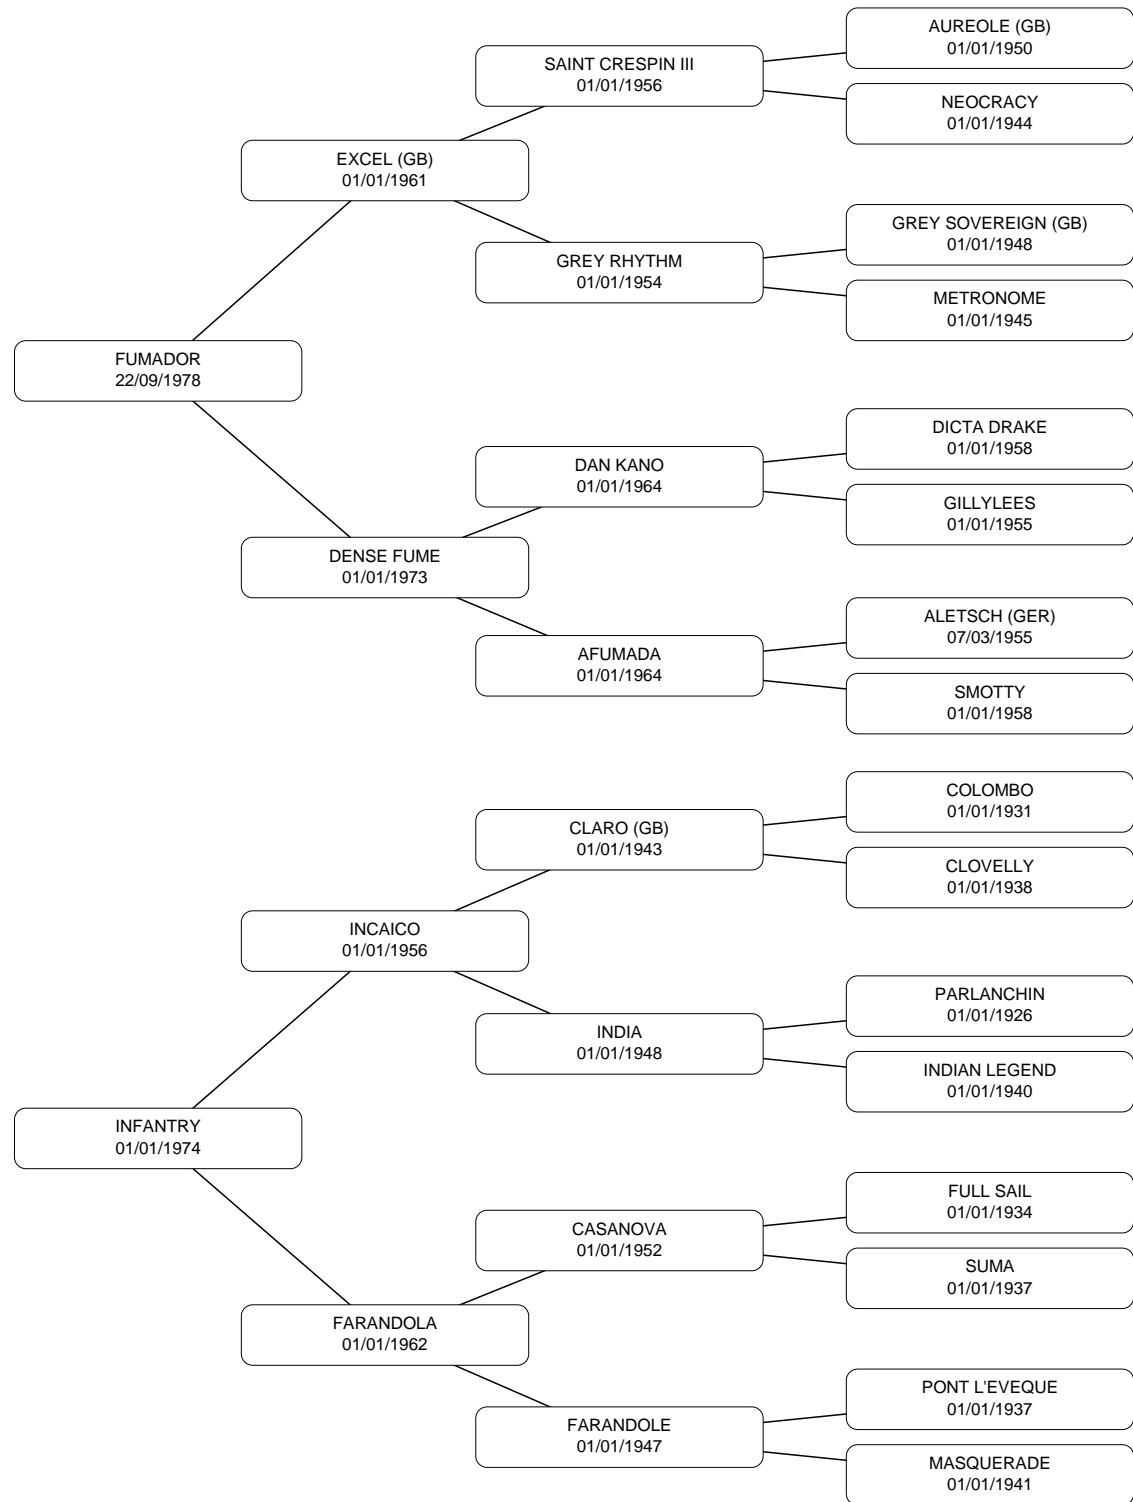 AUREOLE (GB)
01/01/1950
SAINT CRESPIN III
01/01/1956
NEOCRACY
01/01/1944
EXCEL (GB)
01/01/1961
GREY SOVEREIGN (GB)
01/01/1948
GREY RHYTHM
01/01/1954
METRONOME
01/01/1945
FUMADOR
22/09/1978
DICTA DRAKE
01/01/1958
DAN KANO
01/01/1964
GILLYLEES
01/01/1955
DENSE FUME
01/01/1973
ALETSCH (GER)
07/03/1955
AFUMADA
01/01/1964
SMOTTY
01/01/1958
COLOMBO
01/01/1931
CLARO (GB)
01/01/1943
CLOVELLY
01/01/1938
INCAICO
01/01/1956
PARLANCHIN
01/01/1926
INDIA
01/01/1948
INDIAN LEGEND
01/01/1940
INFANTRY
01/01/1974
FULL SAIL
01/01/1934
CASANOVA
01/01/1952
SUMA
01/01/1937
FARANDOLA
01/01/1962
PONT L'EVEQUE
01/01/1937
FARANDOLE
01/01/1947
MASQUERADE
01/01/1941